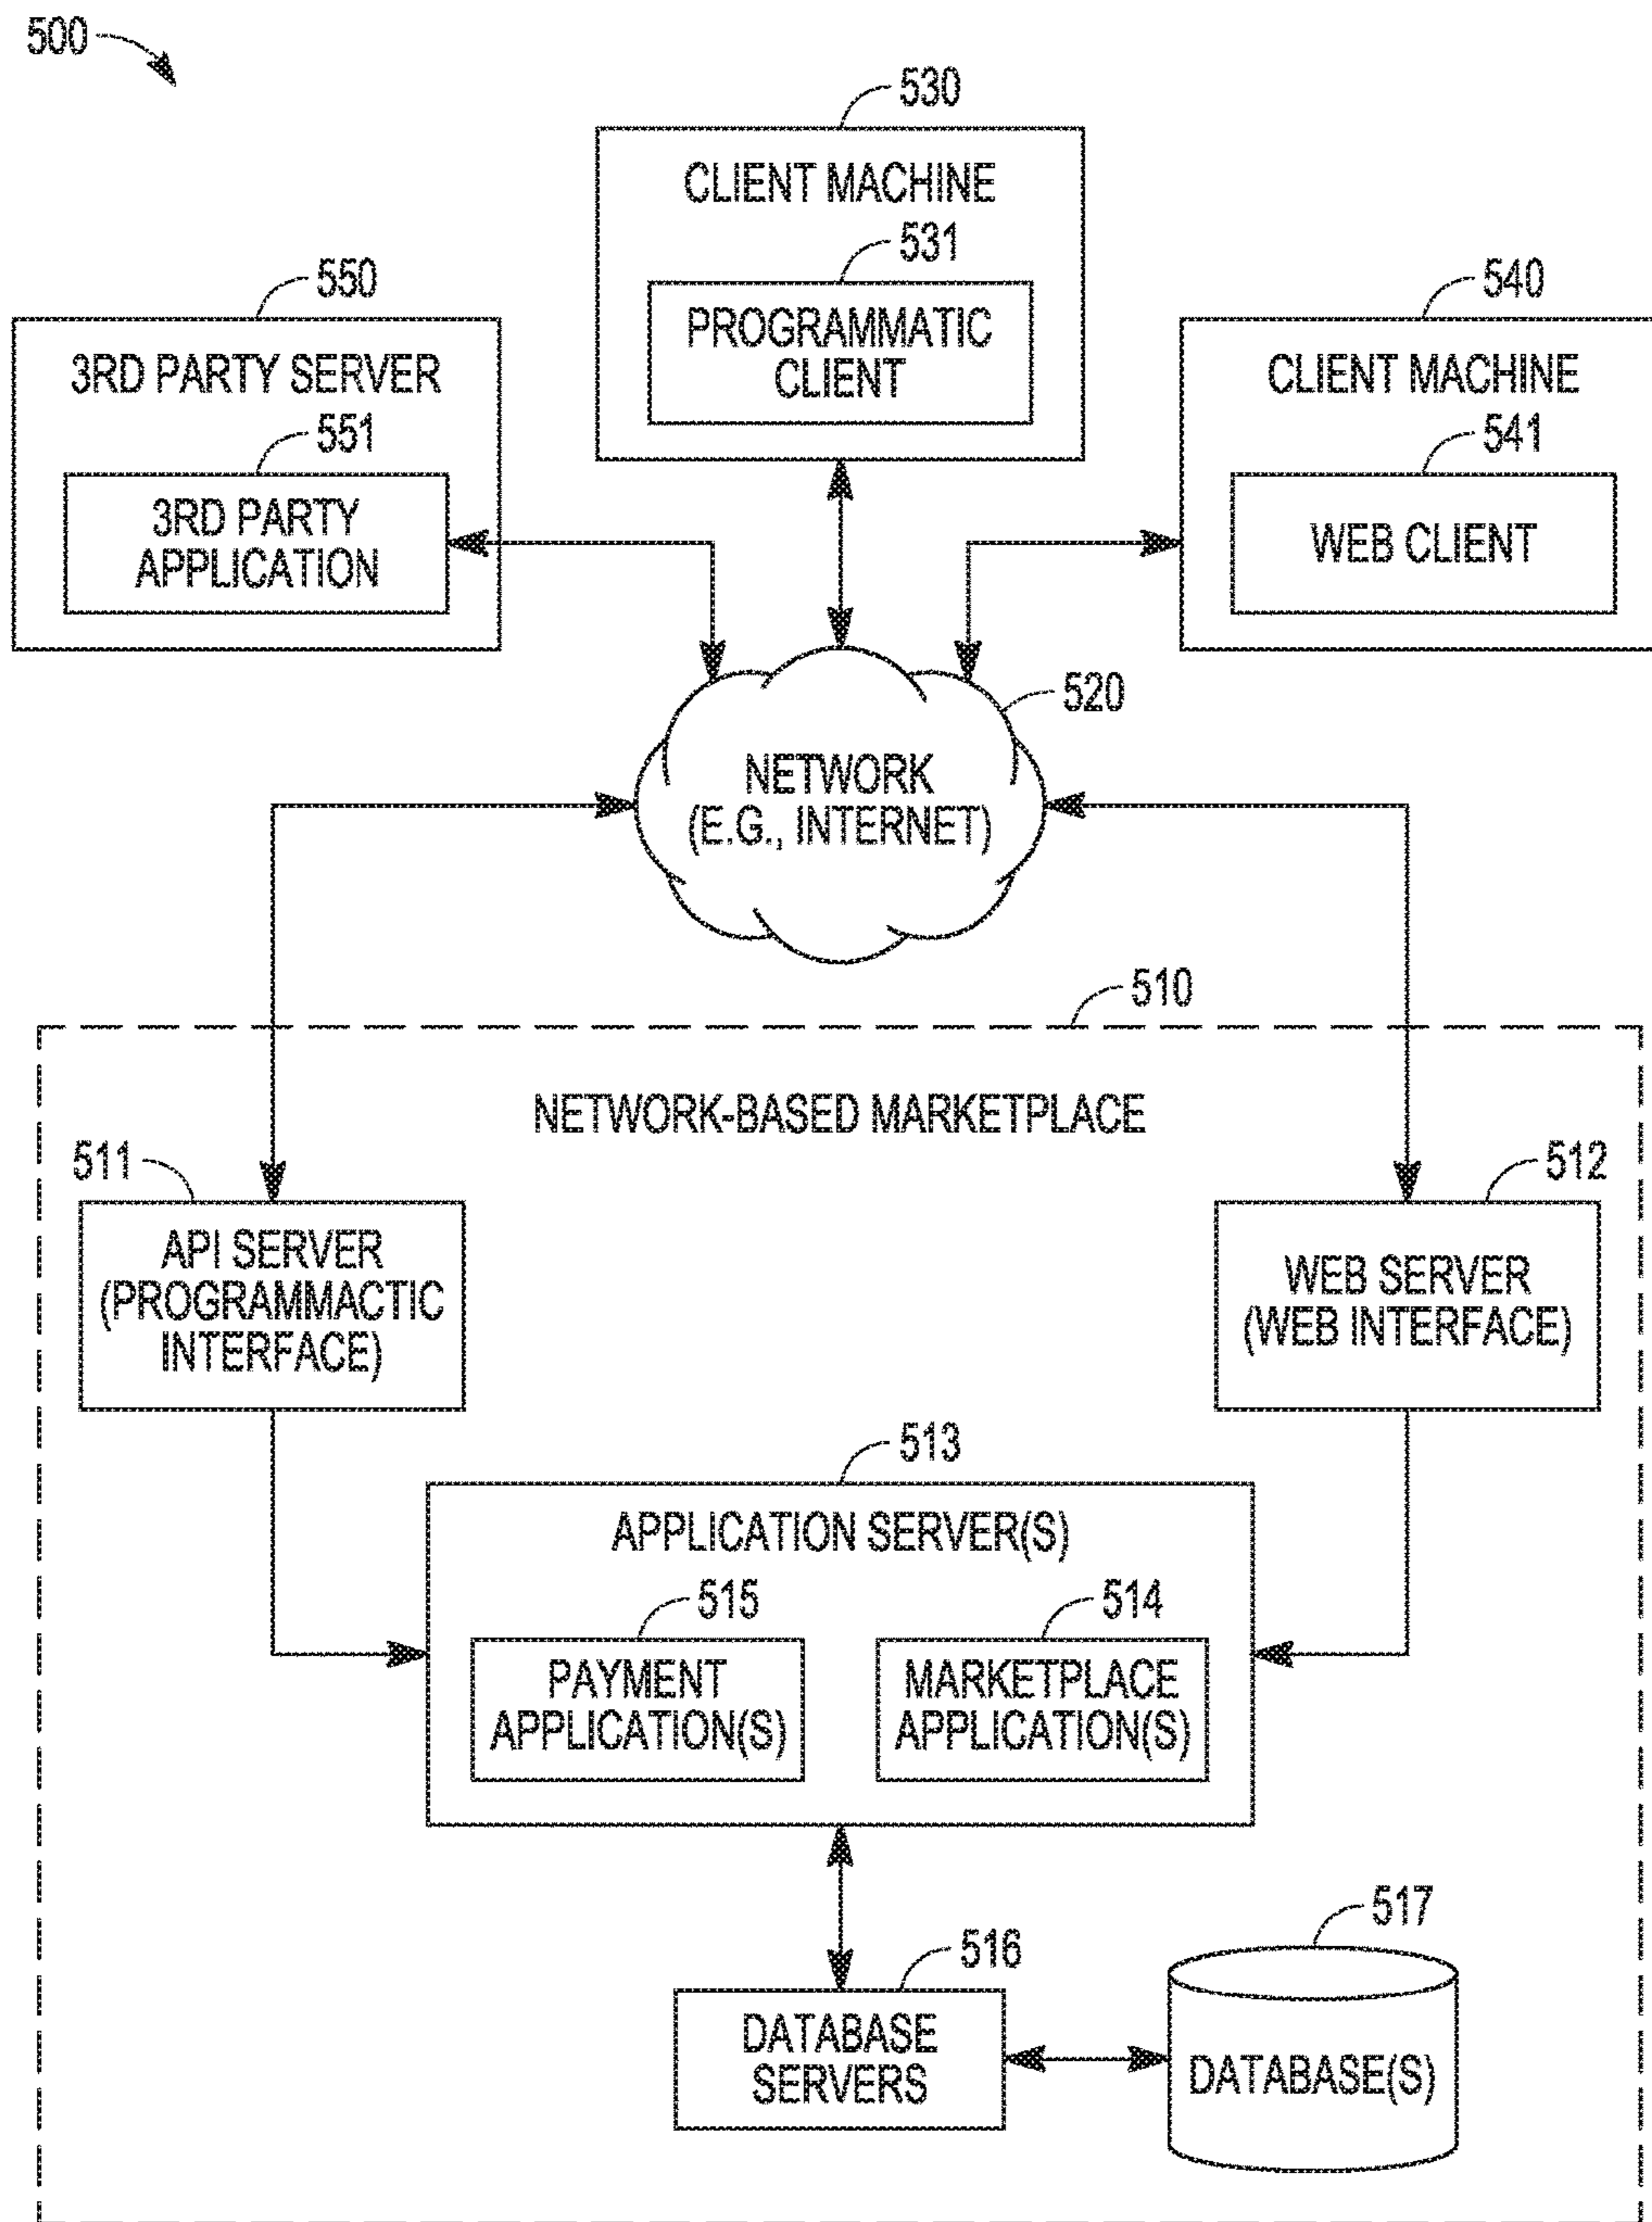 500
530
CLIENT MACHINE
531
PROGRAMMATIC
CLIENT
550
3RD PARTY SERVER
551
3RD PARTY
APPLICATION
540
CLIENT MACHINE
541
WEB CLIENT
520
NETWORK
(E.G., INTERNET)
510
NETWORK-BASED MARKETPLACE
511
API SERVER
(PROGRAMMACTIC
INTERFACE)
512
WEB SERVER
(WEB INTERFACE)
513
APPLICATION SERVER(S)
515
PAYMENT
APPLICATION(S)
514
MARKETPLACE
APPLICATION(S)
516
DATABASE
SERVERS
517
DATABASE(S)